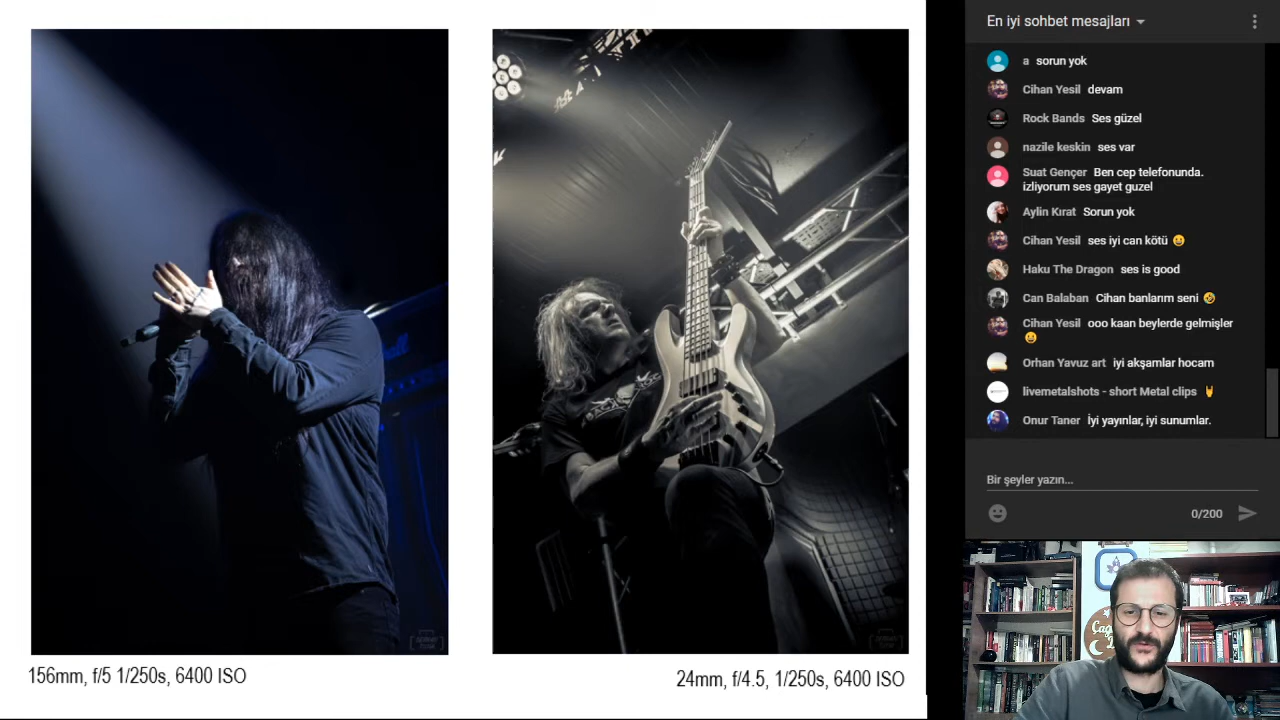 156mm, f/5 1/250s, 6400 ISO
24mm, f/4.5, 1/250s, 6400 ISO
En iyi sohbet mesajları
a sorun yok
Cihan Yesil devam
Rock Bands Ses güzel
nazile keskin ses var
Suat Gençer Ben cep telefonunda.
izliyorum ses gayet guzel
Aylin Kırat Sorun yok
Cihan Yesil ses iyi can kötü 😀
Haku The Dragon ses is good
Can Balaban Cihan banlarım seni 🤣
Cihan Yesil ooo kaan beylerde gelmişler
😀
Orhan Yavuz art iyi akşamlar hocam
livemetalshots - short Metal clips 🤘
Onur Taner İyi yayınlar, iyi sunumlar.
Bir şeyler yazın...
0/200